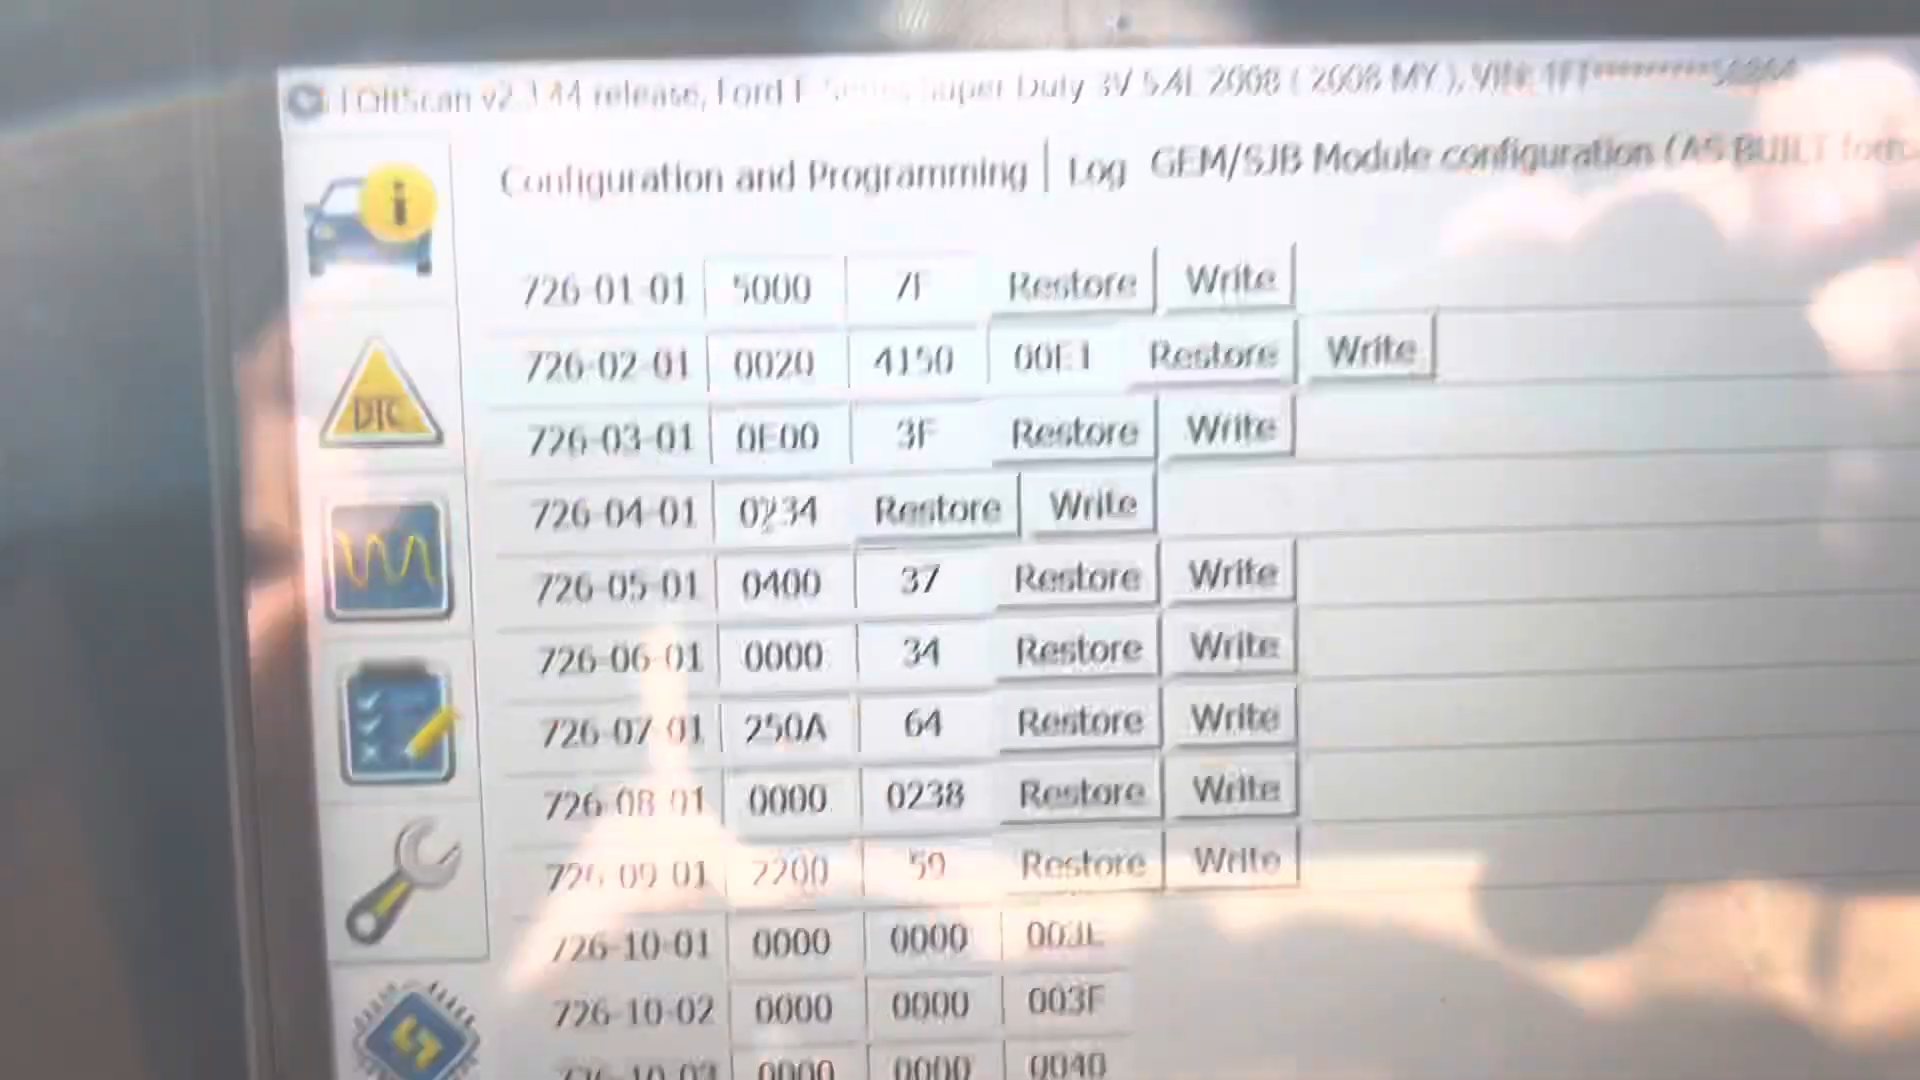 v2.3.44 release, Ford Super Duty 3V 5.4L 2008 ( 2008 MY ), VIN: 1FT
Configuration and Programming Log GEM/SJB Module configuration (AS BUILT
726-01-01 5000 7F Restore Write
726-02-01 0020 4150 00E1 Restore Write
726-03-01 0E00 3F Restore Write
DTC
726-04-01 0234 Restore Write
726-05-01 0400 37 Restore Write
726-06-01 0000 34 Restore Write
726-07-01 250A 64 Restore Write
726-08-01 0000 0238 Restore Write
726-09-01 2200 59 Restore Write
726-10-01 0000 0000 003E
726-10-02 0000 0000 003F
726-10-03 0000 0000 0040